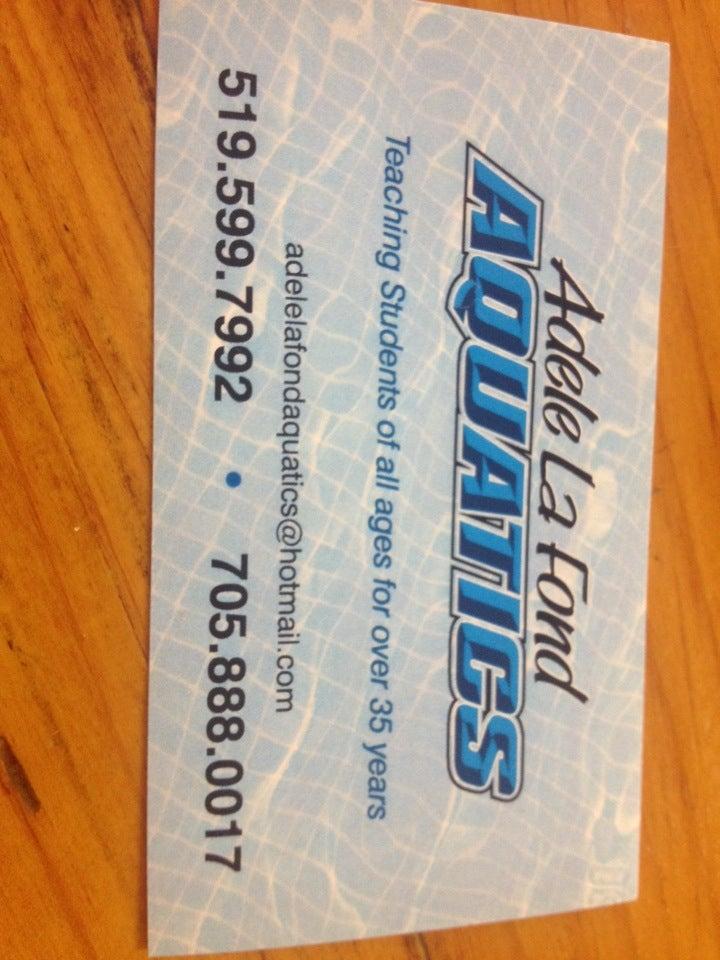 Adele La Fond
AQUATICS
Teaching Students of all ages for over 35 years
adelelafondaquatics@hotmail.com
519.599.7992 • 705.888.0017